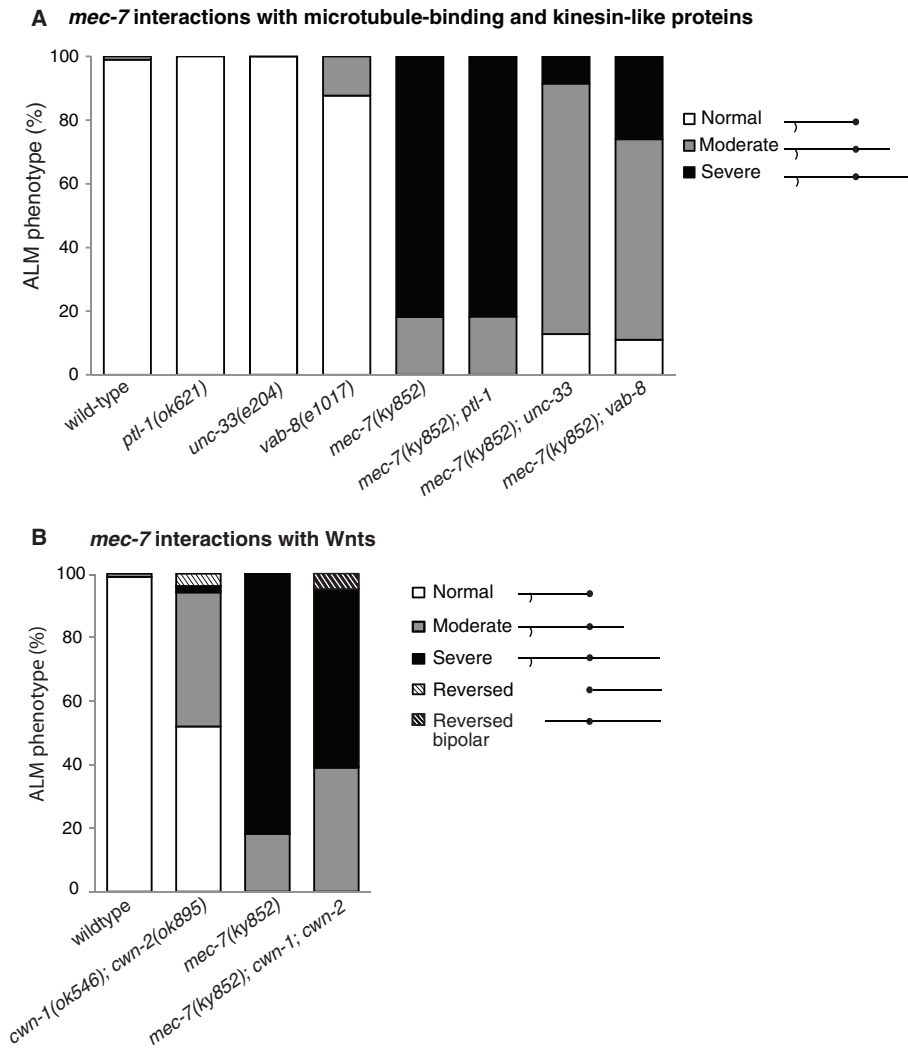 A mec-7 interactions with microtubule-binding and kinesin-like proteins
ALM phenotype (%)
100
80
60
40
20
0
wild-type
ptl-1(ok621)
unc-33(e204)
vab-8(e1017)
mec-7(ky852)
mec-7(ky852); ptl-1
mec-7(ky852); unc-33
mec-7(ky852); vab-8
Normal
Moderate
Severe
B mec-7 interactions with Wnts
ALM phenotype (%)
100
80
60
40
20
0
wildtype
cwn-1(ok546); cwn-2(ok895)
mec-7(ky852)
mec-7(ky852); cwn-1; cwn-2
Normal
Moderate
Severe
Reversed
Reversed
bipolar